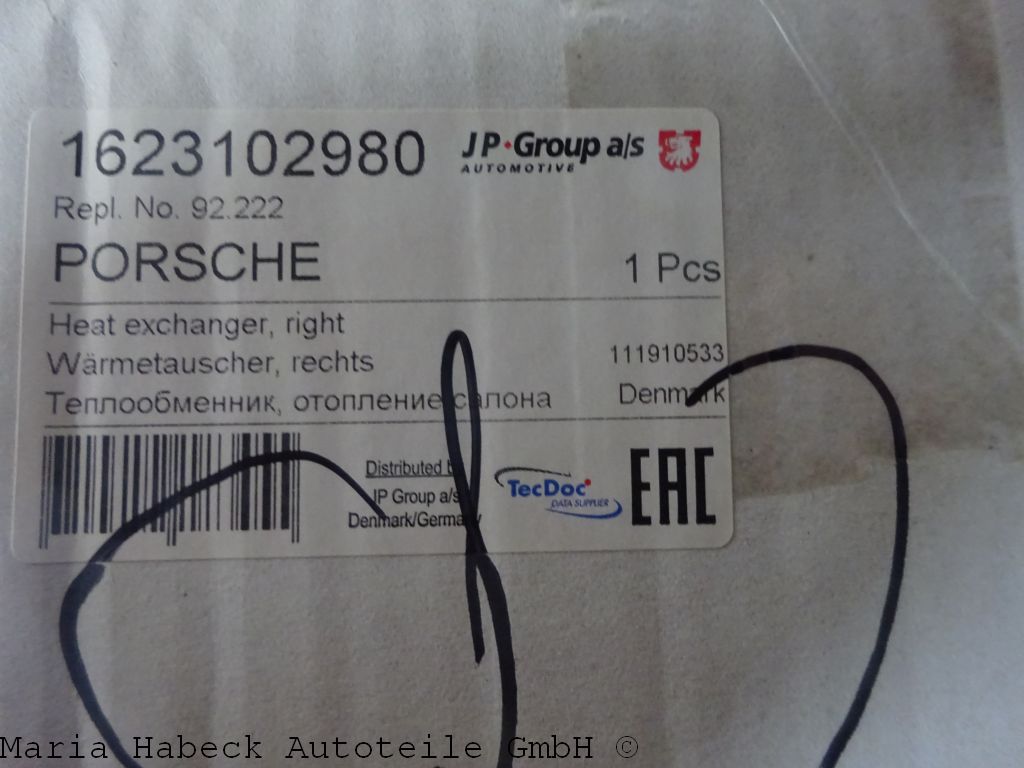 1623102980
JP·Group a/s
AUTOMOTIVE
Repl. No. 92.222
PORSCHE
1 Pcs
Heat exchanger, right
Wärmetauscher, rechts
111910533
Теплообменник, отопление салона
Denmark
Distributed by
JP Group a/s
Denmark/Germany
TecDoc
DATA SUPPLIER
EAC
Maria Habeck Autoteile GmbH ©